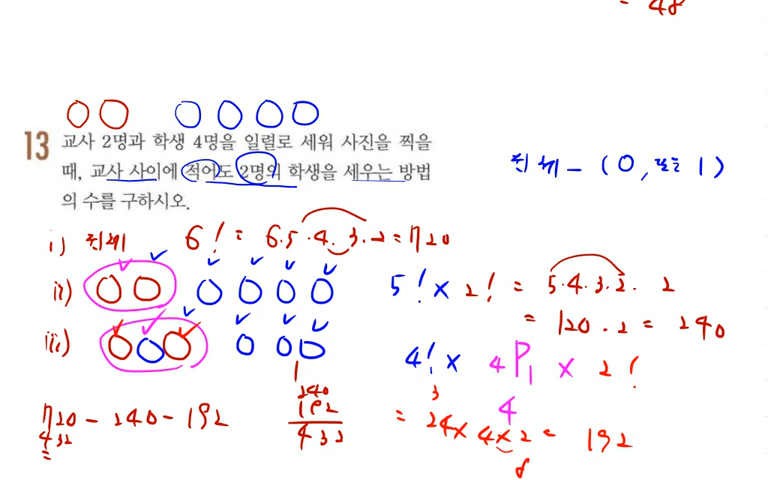 = 48
13 교사 2명과 학생 4명을 일렬로 세워 사진을 찍을
때, 교사 사이에 적어도 2명의 학생을 세우는 방법
의 수를 구하시오.
전체 - (0, 또는 1)
i) 전체 6! = 6.5.4.3.2 = 720
ii) 5! × 2! = 5.4.3.2.2
= 120.2 = 240
iii) 4! × 4P1 × 2!
= 24 × 4 × 2 = 192
3
4
8
720 - 240 - 192
432
=
1
240
192
432